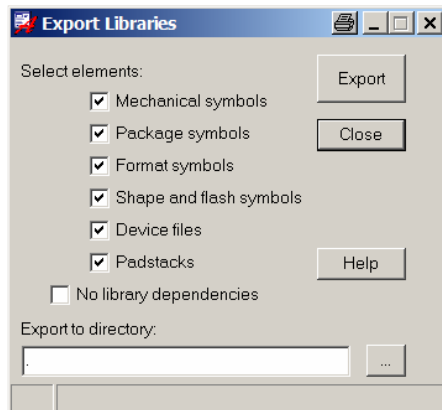 Export Libraries
Select elements:
Export
Mechanical symbols
Package symbols
Close
Format symbols
Shape and flash symbols
Device files
Padstacks
Help
No library dependencies
Export to directory:
.
...